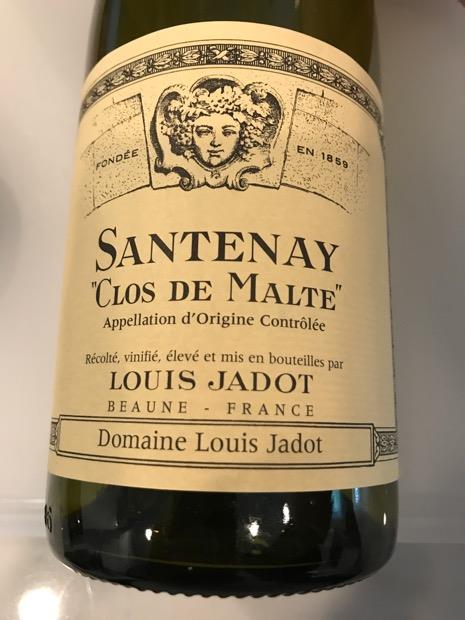 FONDÉE EN 1859
SANTENAY
"CLOS DE MALTE"
Appellation d'Origine Contrôlée
Récolté, vinifié, élevé et mis en bouteilles par
LOUIS JADOT
BEAUNE - FRANCE
Domaine Louis Jadot